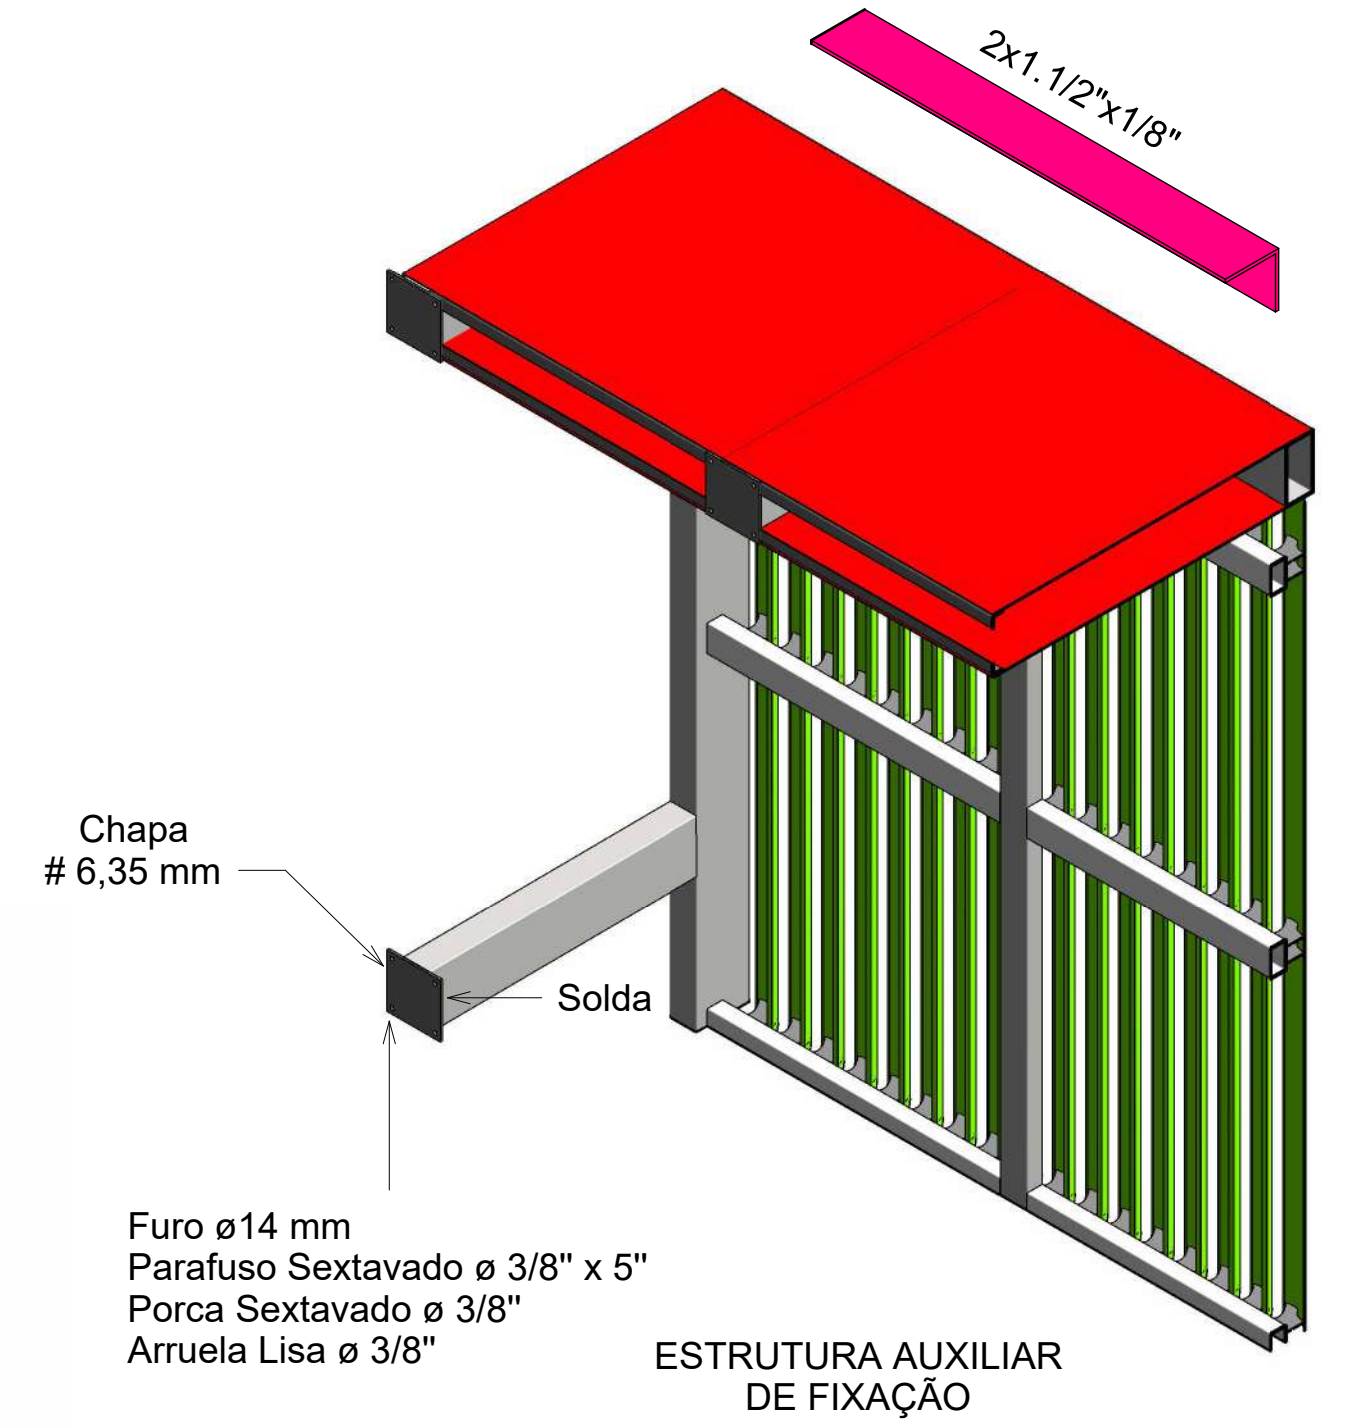 2x1.1/2"x1/8"
Chapa
# 6,35 mm
Solda
Furo ø14 mm
Parafuso Sextavado ø 3/8" x 5"
Porca Sextavado ø 3/8"
Arruela Lisa ø 3/8"
ESTRUTURA AUXILIAR
DE FIXAÇÃO